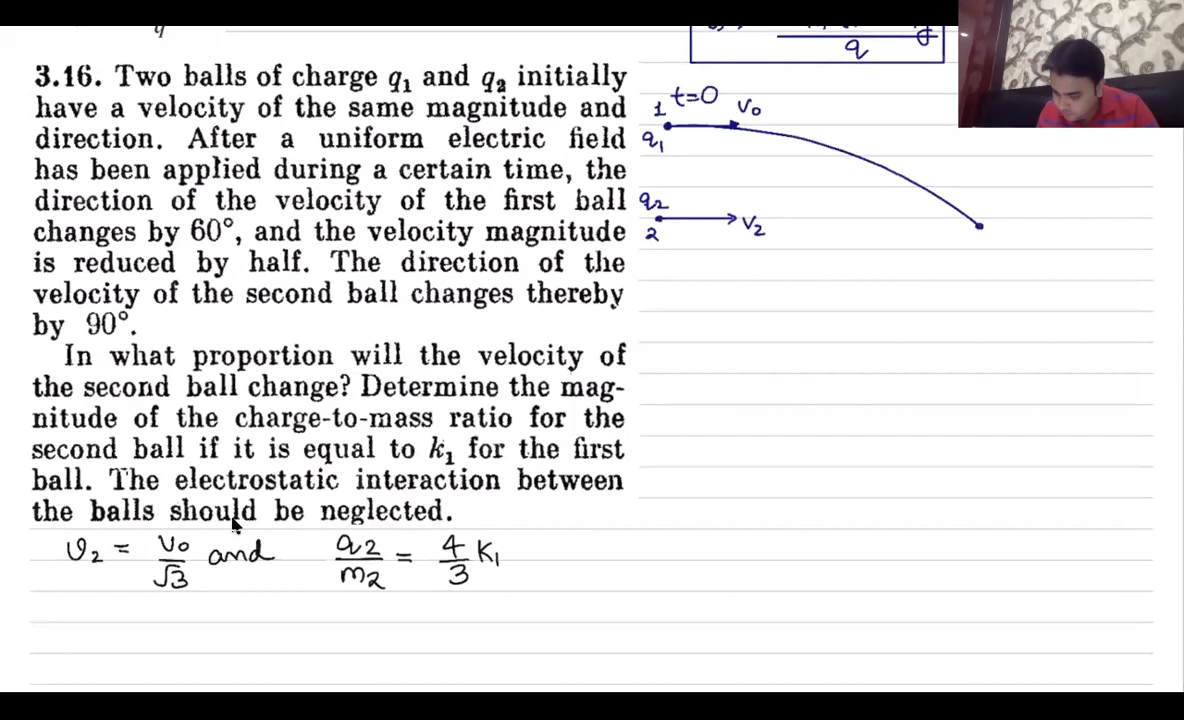 q
q
3.16. Two balls of charge q₁ and q₂ initially
have a velocity of the same magnitude and
direction. After a uniform electric field
has been applied during a certain time, the
direction of the velocity of the first ball
changes by 60°, and the velocity magnitude
is reduced by half. The direction of the
velocity of the second ball changes thereby
by 90°.
In what proportion will the velocity of
the second ball change? Determine the mag-
nitude of the charge-to-mass ratio for the
second ball if it is equal to k₁ for the first
ball. The electrostatic interaction between
the balls should be neglected.
v₂ = v₀/√3 and q₂/m₂ = 4/3 K₁
1 t=0 v₀
q₁
q₂
2 v₂